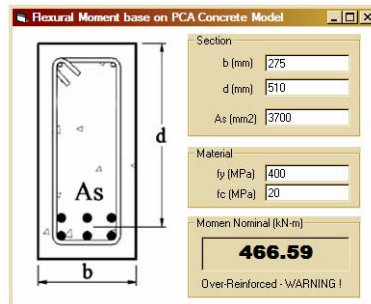 Flexural Moment base on PCA Concrete Model
d
As
b
Section
b (mm) 275
d (mm) 510
As (mm2) 3700
Material
fy (MPa) 400
fc (MPa) 20
Momen Nominal (kN-m)
466.59
Over-Reinforced - WARNING !